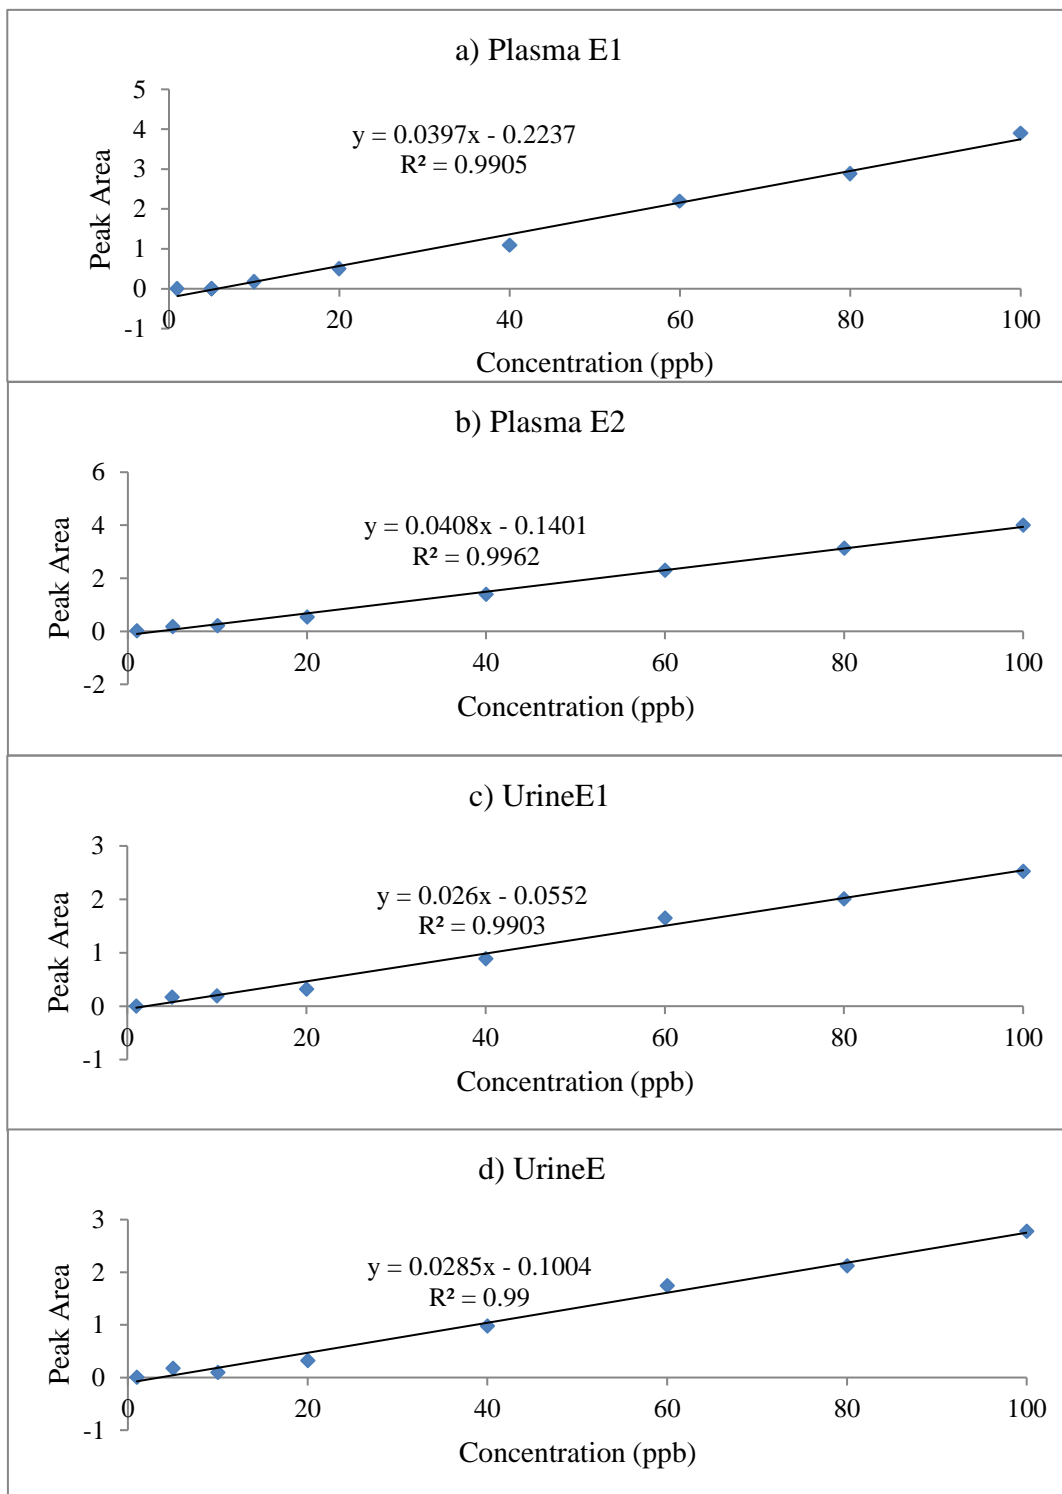 a) Plasma E1
5
4
3
2
1
0
-1
y = 0.0397x - 0.2237
R² = 0.9905
Peak Area
0 20 40 60 80 100
Concentration (ppb)
b) Plasma E2
6
4
2
0
-2
y = 0.0408x - 0.1401
R² = 0.9962
Peak Area
0 20 40 60 80 100
Concentration (ppb)
c) UrineE1
3
2
1
0
-1
y = 0.026x - 0.0552
R² = 0.9903
Peak Area
0 20 40 60 80 100
Concentration (ppb)
d) UrineE
3
2
1
0
-1
y = 0.0285x - 0.1004
R² = 0.99
Peak Area
0 20 40 60 80 100
Concentration (ppb)